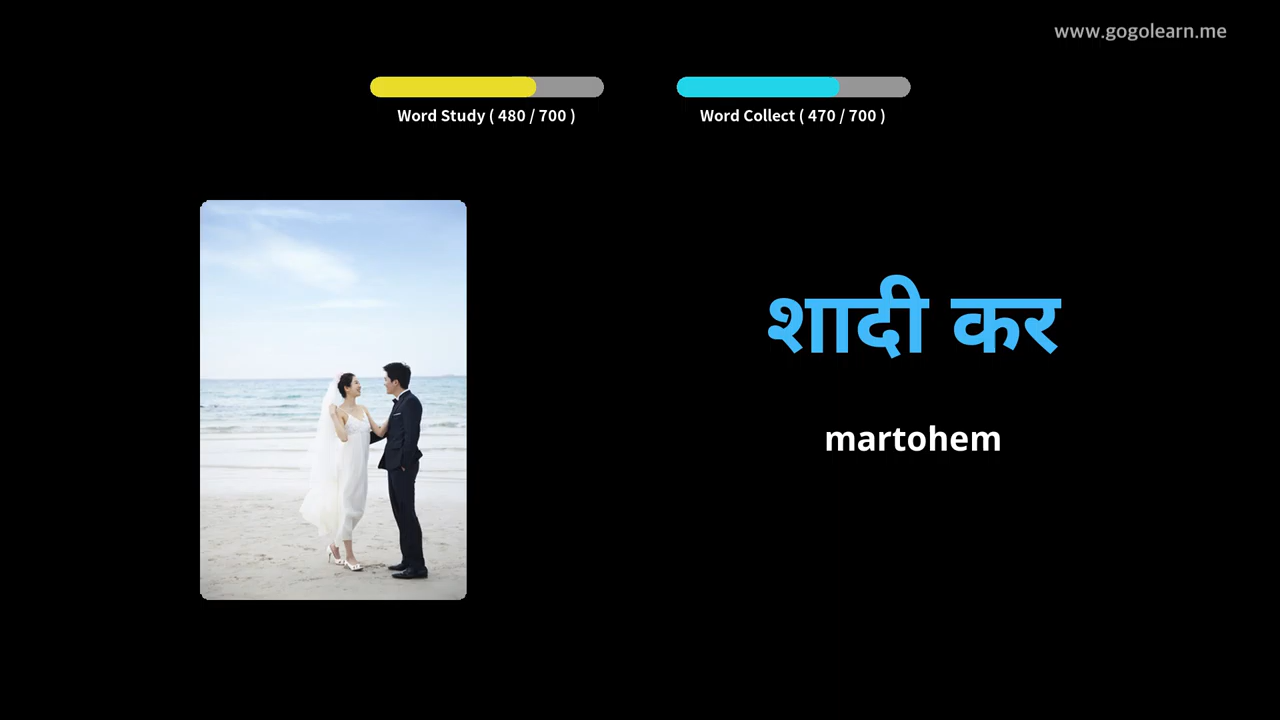 www.gogolearn.me
Word Study ( 480 / 700 )
Word Collect ( 470 / 700 )
शादी कर
martohem